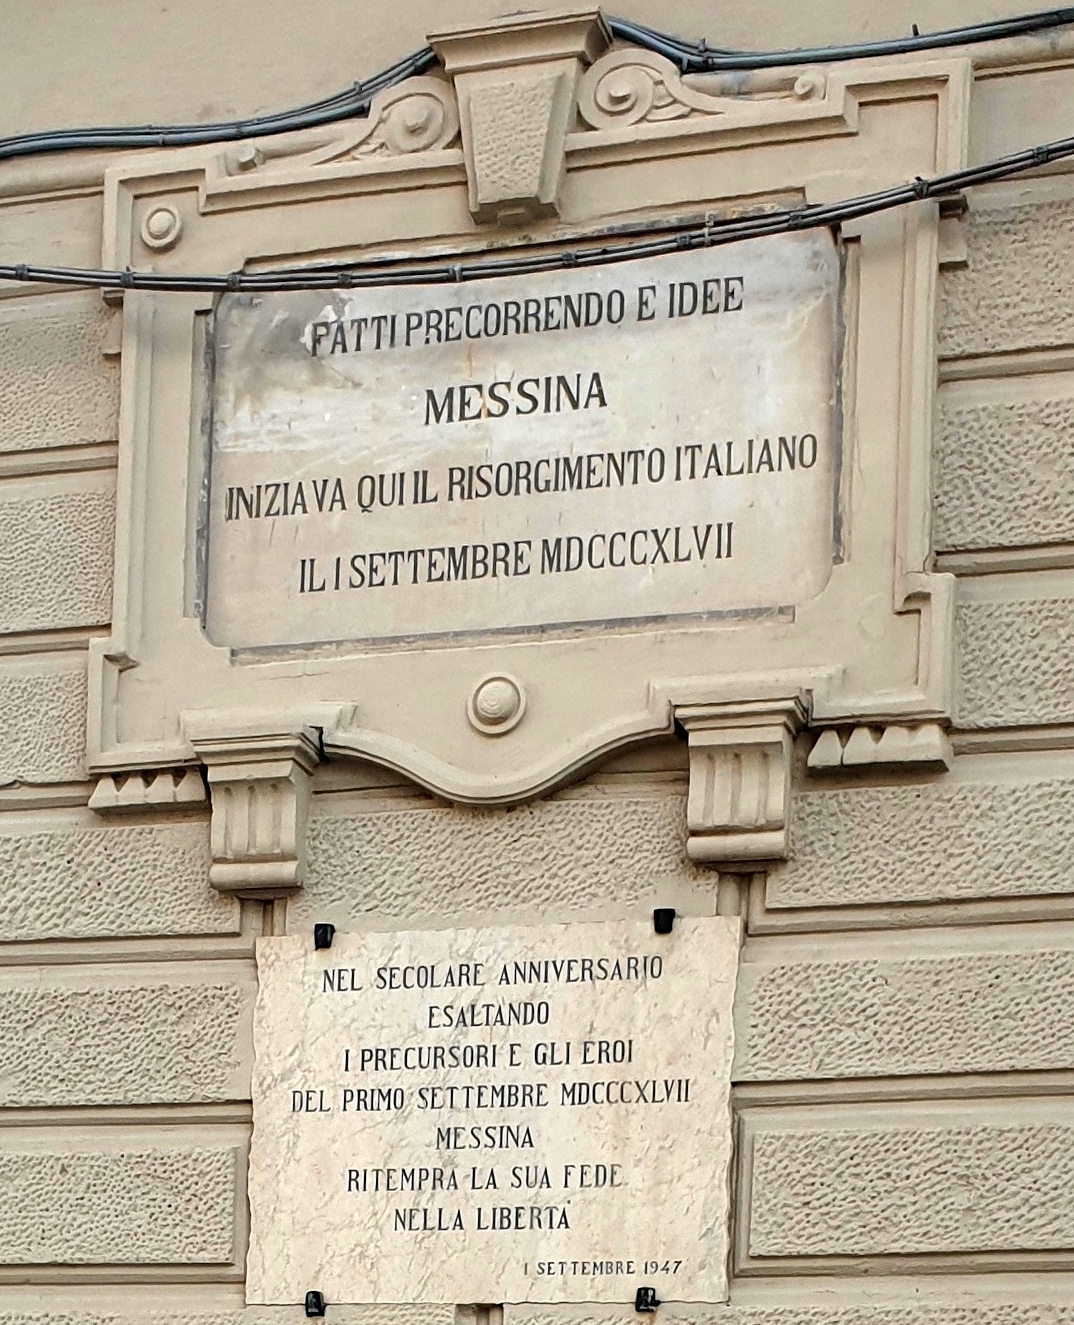 FATTI PRECORRENDO E IDEE
MESSINA
INIZIAVA QUI IL RISORGIMENTO ITALIANO
IL I SETTEMBRE MDCCCXLVII
NEL SECOLARE ANNIVERSARIO
ESALTANDO
I PRECURSORI E GLI EROI
DEL PRIMO SETTEMBRE MDCCCXLVII
MESSINA
RITEMPRA LA SUA FEDE
NELLA LIBERTÀ
I SETTEMBRE 1947